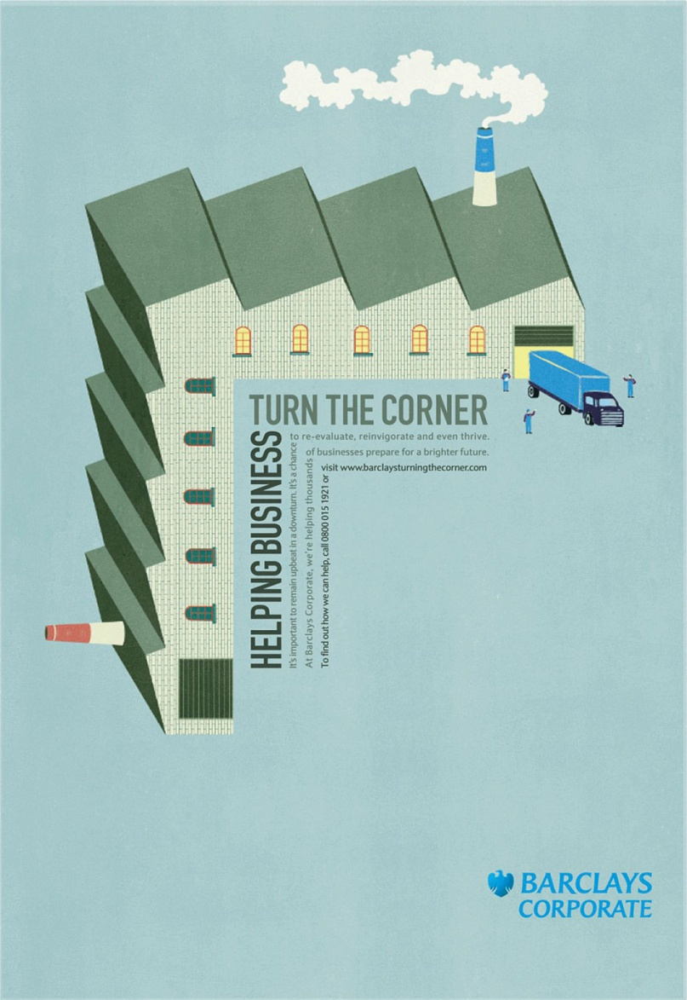 HELPING BUSINESS
TURN THE CORNER
It's important to remain upbeat in a downturn. It's a chance
to re-evaluate, reinvigorate and even thrive.
At Barclays Corporate, we're helping thousands
of businesses prepare for a brighter future.
To find out how we can help, call 0800 015 1921 or
visit www.barclaysturningthecorner.com
BARCLAYS
CORPORATE